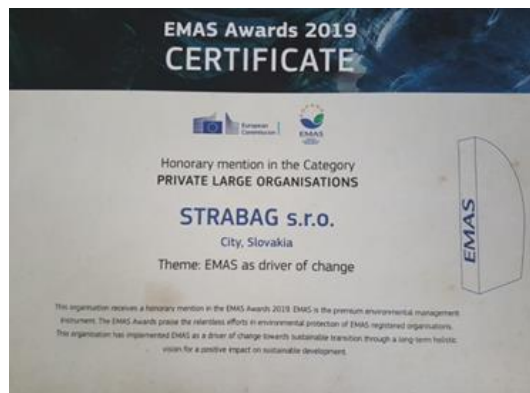 EMAS Awards 2019
CERTIFICATE
European
Commission
EMAS
Honorary mention in the Category
PRIVATE LARGE ORGANISATIONS
STRABAG s.r.o.
City, Slovakia
Theme: EMAS as driver of change
EMAS
This organisation receives a honorary mention in the EMAS Awards 2019. EMAS is the premium environmental management
instrument. The EMAS Awards praise the relentless efforts in environmental protection of EMAS registered organisations.
This organisation has implemented EMAS as a driver of change towards sustainable transition through a long-term holistic
vision for a positive impact on sustainable development.